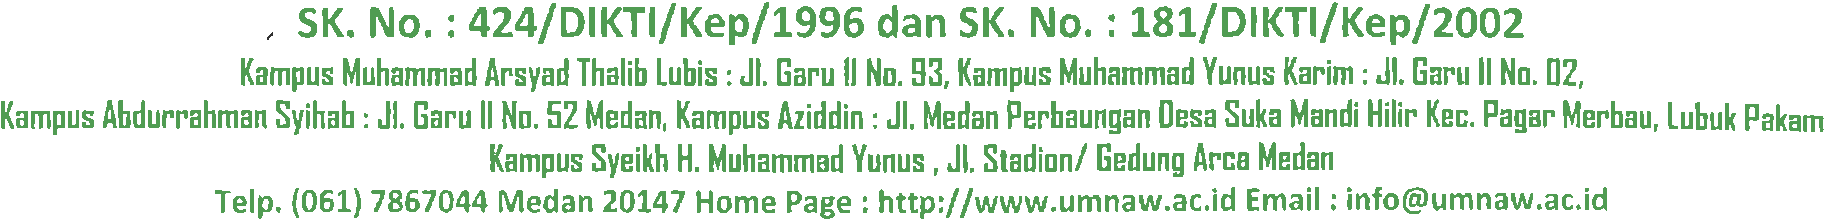 SK. No. : 424/DIKTI/Kep/1996 dan SK. No. : 181/DIKTI/Kep/2002
Kampus Muhammad Arsyad Thalib Lubis : Jl. Garu II No. 93, Kampus Muhammad Yunus Karim : Jl. Garu II No. 02,
Kampus Abdurrahman Syihab : Jl. Garu II No. 52 Medan, Kampus Aziddin : Jl. Medan Perbaungan Desa Suka Mandi Hilir Kec. Pagar Merbau, Lubuk Pakam
Kampus Syeikh H. Muhammad Yunus , Jl. Stadion/ Gedung Arca Medan
Telp. (061) 7867044 Medan 20147 Home Page : http://www.umnaw.ac.id Email : info@umnaw.ac.id